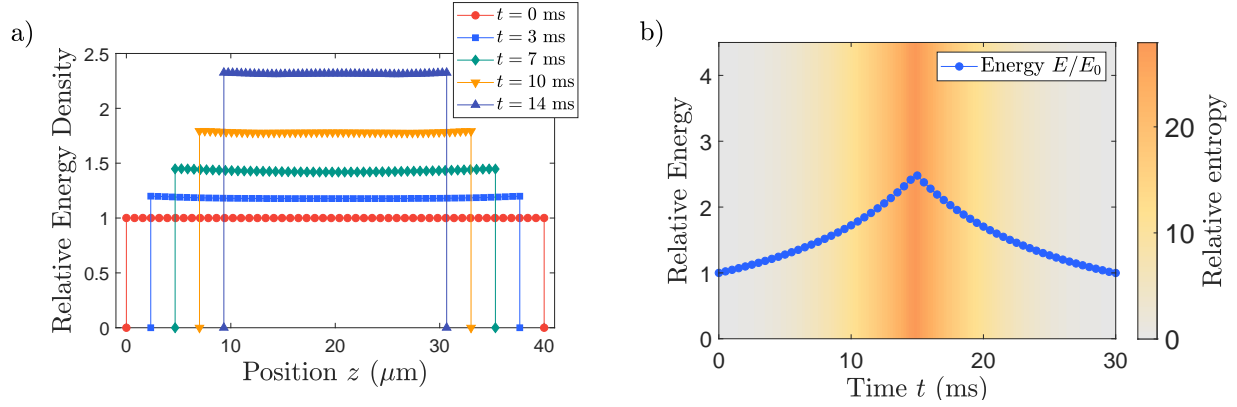 a)
t = 0 ms
t = 3 ms
t = 7 ms
t = 10 ms
t = 14 ms
2.5
2
1.5
1
0.5
0
Relative Energy Density
0 10 20 30 40
Position z (μm)
b)
Energy E/E₀
4
3
2
1
0
Relative Energy
0 10 20 30
Time t (ms)
20
10
0
Relative entropy